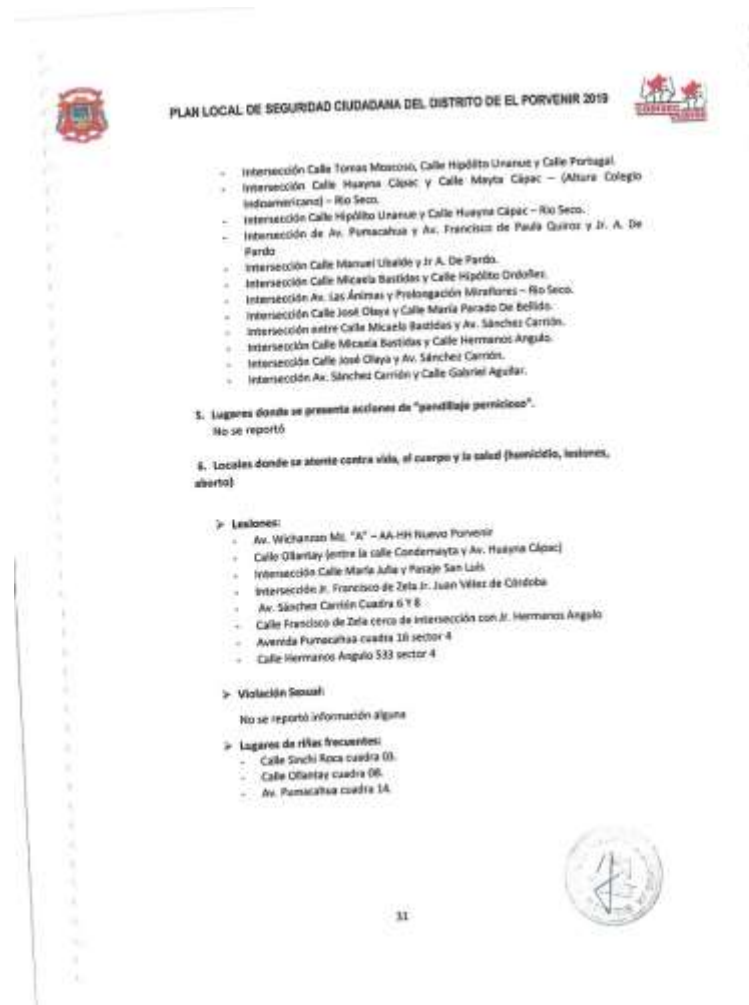 PLAN LOCAL DE SEGURIDAD CIUDADANA DEL DISTRITO DE EL PORVENIR 2019
- Intersección Calle Tomas Moscoso, Calle Hipólito Unanue y Calle Portugal.
- Intersección Calle Huayna Cápac y Calle Mayta Cápac – (Altura Colegio
Indoamericano) – Rio Seco.
- Intersección Calle Hipólito Unanue y Calle Huayna Cápac – Rio Seco.
- Intersección de Av. Pumacahua y Av. Francisco de Paula Quiroz y Jr. A. De
Pardo
- Intersección Calle Manuel Ubalde y Jr A. De Pardo.
- Intersección Calle Micaela Bastidas y Calle Hipólito Ordoñez.
- Intersección Av. Las Ánimas y Prolongación Miraflores – Rio Seco.
- Intersección Calle José Olaya y Calle María Parado De Bellido.
- Intersección entre Calle Micaela Bastidas y Av. Sánchez Carrión.
- Intersección Calle Micaela Bastidas y Calle Hermanos Angulo.
- Intersección Calle José Olaya y Av. Sánchez Carrión.
- Intersección Av. Sánchez Carrión y Calle Gabriel Aguilar.
5. Lugares donde se presenta acciones de "pandillaje pernicioso".
No se reportó
6. Locales donde se atente contra vida, el cuerpo y la salud (homicidio, lesiones,
aborto)
➢ Lesiones:
- Av. Wichanzao Mz. "A" – AA-HH Nuevo Porvenir
- Calle Ollantay (entre la calle Condemayta y Av. Huayna Cápac)
- Intersección Calle María Julia y Pasaje San Luis
- Intersección Jr. Francisco de Zela Jr. Juan Vélez de Córdoba
- Av. Sánchez Carrión Cuadra 6 Y 8
- Calle Francisco de Zela cerca de intersección con Jr. Hermanos Angulo
- Avenida Pumacahua cuadra 16 sector 4
- Calle Hermanos Angulo 533 sector 4
➢ Violación Sexual:
No se reportó información alguna
➢ Lugares de riñas frecuentes:
- Calle Sinchi Roca cuadra 03.
- Calle Ollantay cuadra 08.
- Av. Pumacahua cuadra 14.
31